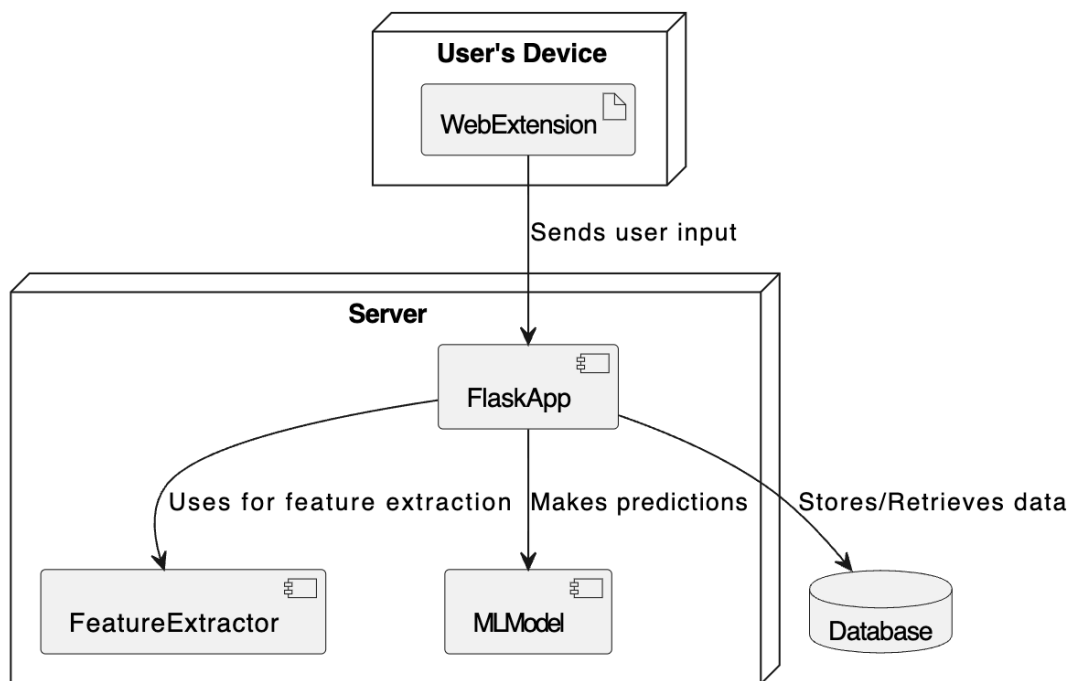 User's Device
WebExtension
Sends user input
Server
FlaskApp
Uses for feature extraction
Makes predictions
Stores/Retrieves data
FeatureExtractor
MLModel
Database